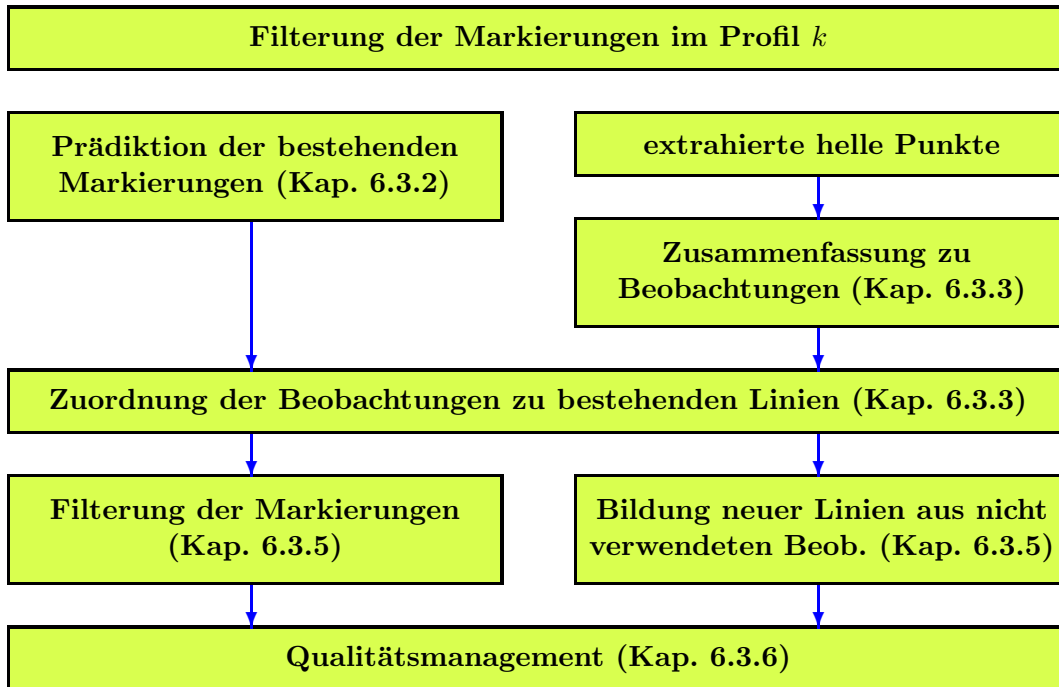 Filterung der Markierungen im Profil k
Prädiktion der bestehenden
Markierungen (Kap. 6.3.2)
extrahierte helle Punkte
Zusammenfassung zu
Beobachtungen (Kap. 6.3.3)
Zuordnung der Beobachtungen zu bestehenden Linien (Kap. 6.3.3)
Filterung der Markierungen
(Kap. 6.3.5)
Bildung neuer Linien aus nicht
verwendeten Beob. (Kap. 6.3.5)
Qualitätsmanagement (Kap. 6.3.6)